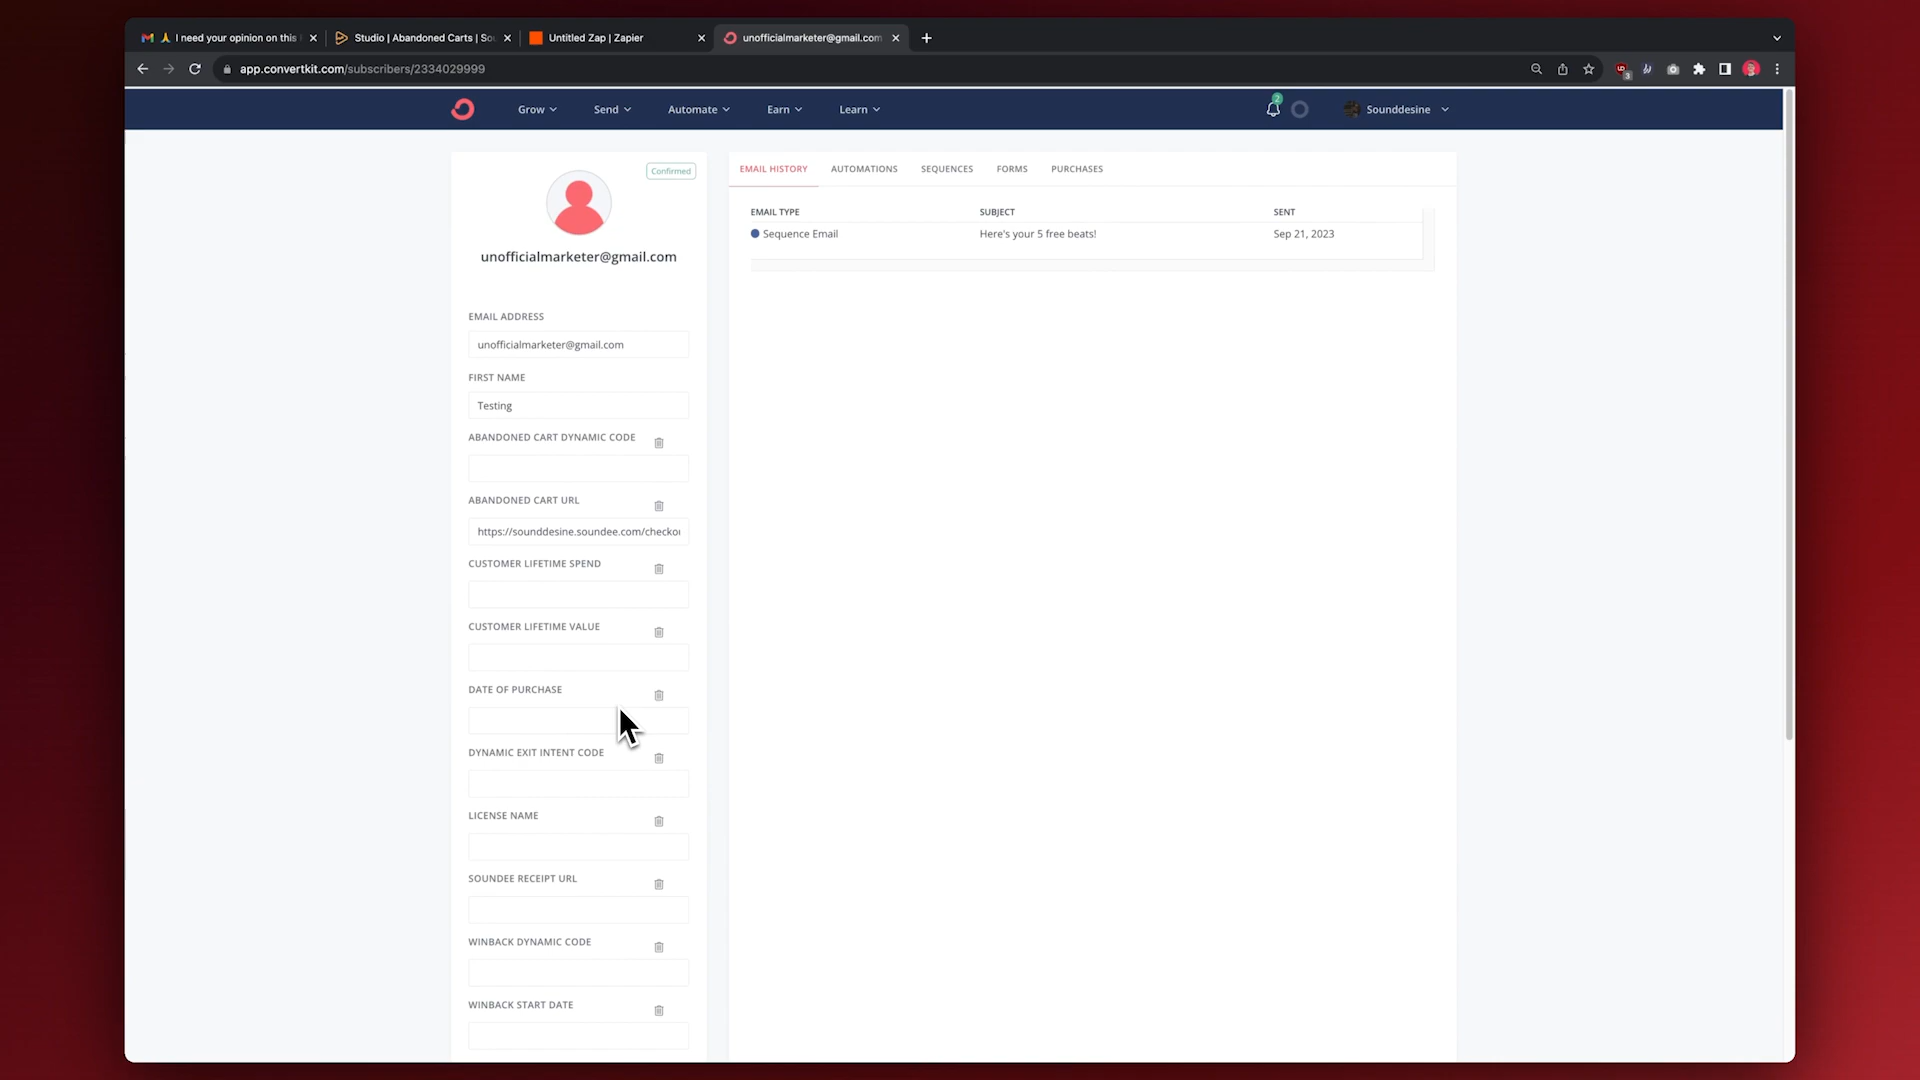 I need your opinion on this
Studio | Abandoned Carts | Sou
Untitled Zap | Zapier
unofficialmarketer@gmail.com
app.convertkit.com/subscribers/2334029999
3
Grow
Send
Automate
Earn
Learn
2
Sounddesine
Confirmed
unofficialmarketer@gmail.com
EMAIL ADDRESS
unofficialmarketer@gmail.com
FIRST NAME
Testing
ABANDONED CART DYNAMIC CODE
ABANDONED CART URL
https://sounddesine.soundee.com/checkou
CUSTOMER LIFETIME SPEND
CUSTOMER LIFETIME VALUE
DATE OF PURCHASE
DYNAMIC EXIT INTENT CODE
LICENSE NAME
SOUNDEE RECEIPT URL
WINBACK DYNAMIC CODE
WINBACK START DATE
EMAIL HISTORY AUTOMATIONS SEQUENCES FORMS PURCHASES
EMAIL TYPE SUBJECT SENT
Sequence Email Here's your 5 free beats! Sep 21, 2023